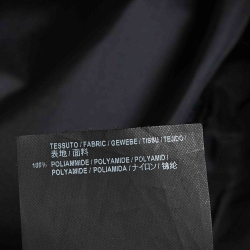 TESSUTO / FABRIC / GEWEBE / TISSU / TEJIDO /
表地 / 面料
100% POLIAMMIDE / POLYAMIDE / POLYAMID /
POLYAMIDE / POLIAMIDA / ナイロン / 锦纶